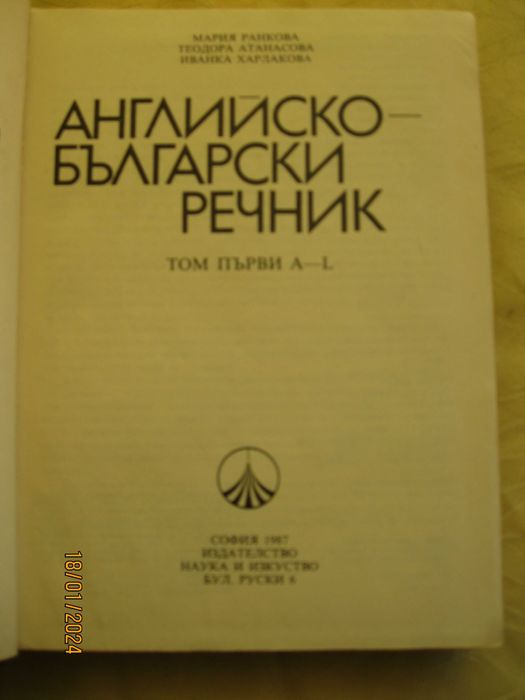 МАРИЯ РАНКОВА
ТЕОДОРА АТАНАСОВА
ИВАНКА ХАРЛАКОВА
АНГЛИЙСКО—
БЪЛГАРСКИ
РЕЧНИК
ТОМ ПЪРВИ A—L
СОФИЯ 1987
ИЗДАТЕЛСТВО
НАУКА И ИЗКУСТВО
БУЛ. РУСКИ 6
18/01/2024